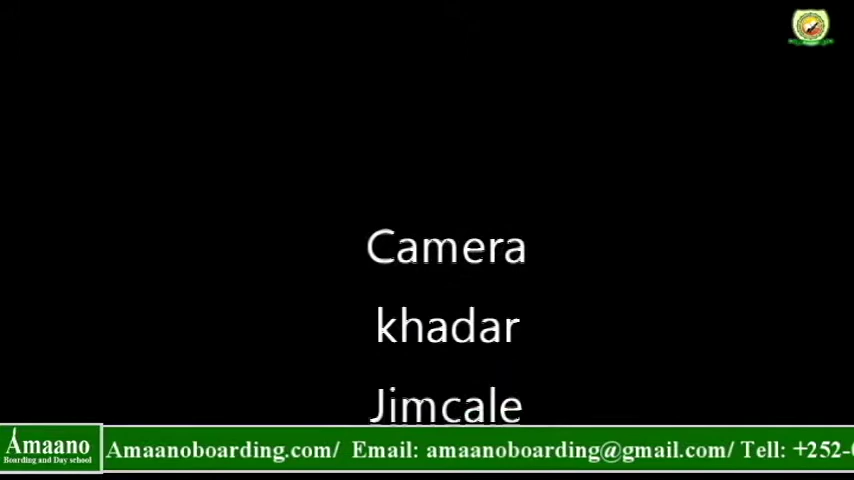 Camera
khadar
Jimcale
Amaano
Boarding and Day school
Amaanoboarding.com/ Email: amaanoboarding@gmail.com/ Tell: +252-